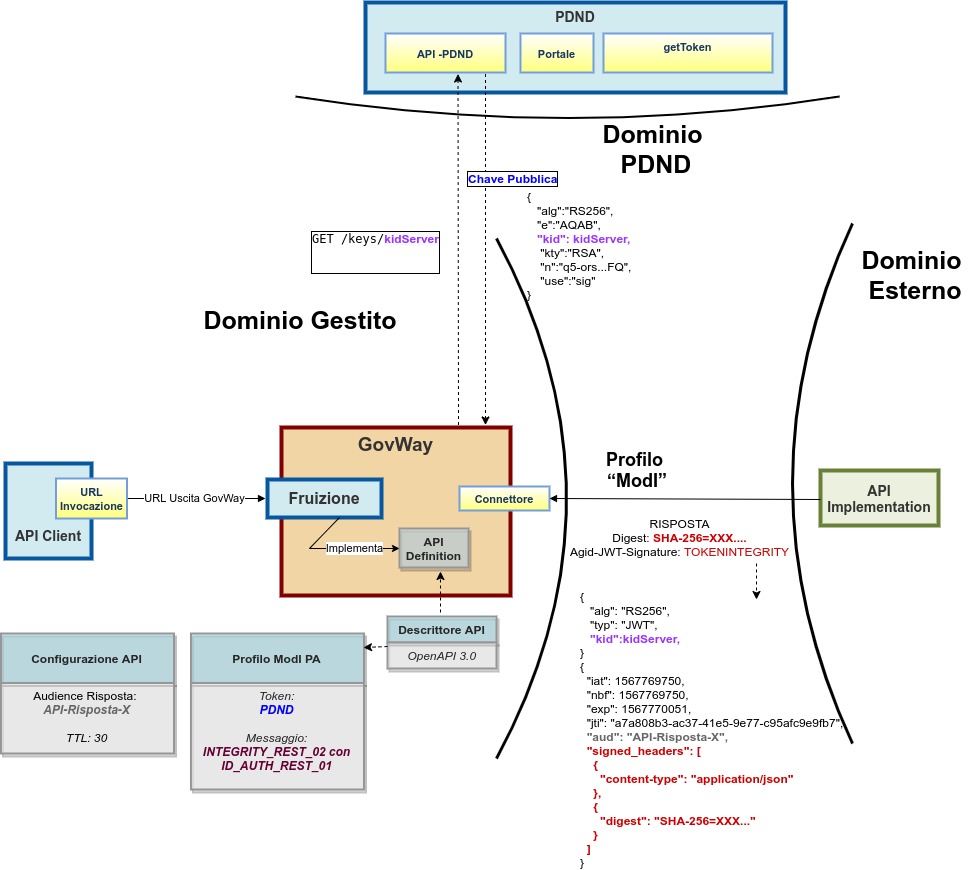 PDND
API -PDND
Portale
getToken
Dominio
PDND
Chave Pubblica
{
"alg":"RS256",
"e":"AQAB",
"kid": kidServer,
"kty":"RSA",
"n":"q5-ors...FQ",
"use":"sig"
}
GET /keys/kidServer
Dominio
Esterno
Dominio Gestito
GovWay
Profilo
“ModI”
URL
Invocazione
API Client
URL Uscita GovWay
Fruizione
Connettore
API
Implementation
Implementa
API
Definition
RISPOSTA
Digest: SHA-256=XXX....
Agid-JWT-Signature: TOKENINTEGRITY
{
"alg": "RS256",
"typ": "JWT",
"kid":kidServer,
}
{
"iat": 1567769750,
"nbf": 1567769750,
"exp": 1567770051,
"jti": "a7a808b3-ac37-41e5-9e77-c95afc9e9fb7",
"aud": "API-Risposta-X",
"signed_headers": [
{
"content-type": "application/json"
},
{
"digest": "SHA-256=XXX..."
}
]
}
Descrittore API
OpenAPI 3.0
Configurazione API
Audience Risposta:
API-Risposta-X
TTL: 30
Profilo ModI PA
Token:
PDND
Messaggio:
INTEGRITY_REST_02 con
ID_AUTH_REST_01